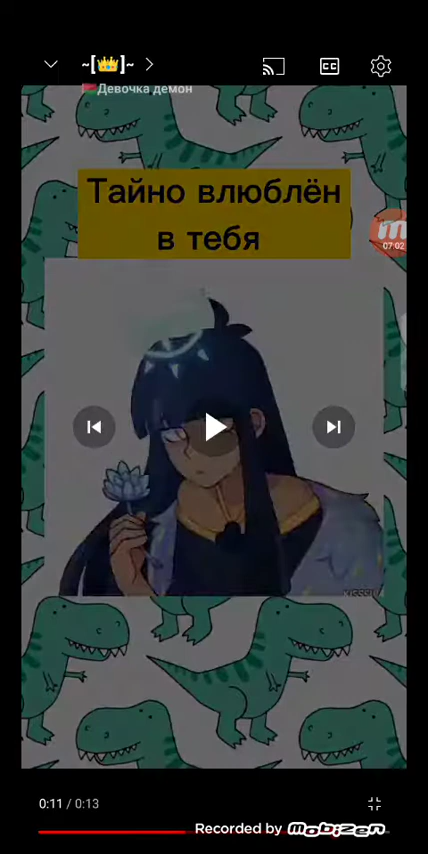 ~[👑]~
🚩Девочка демон
Тайно влюблён
в тебя
07:02
0:11 / 0:13
Recorded by Mobizen